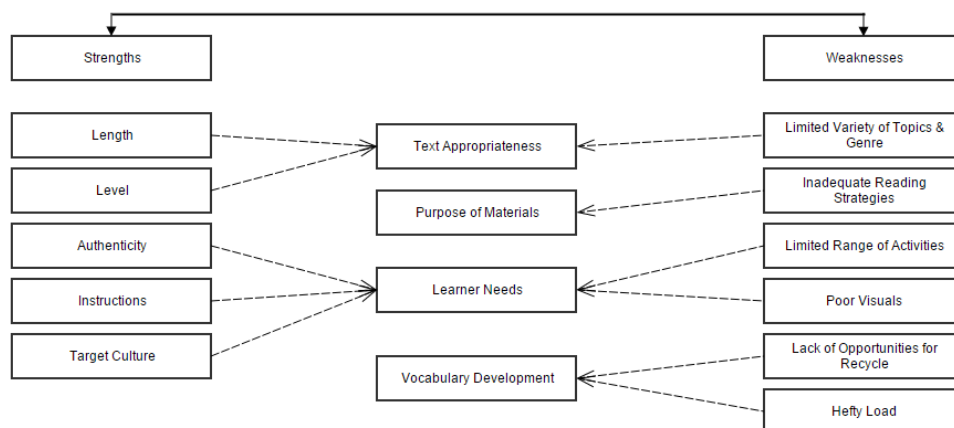 Strengths
Weaknesses
Length
Level
Authenticity
Instructions
Target Culture
Text Appropriateness
Purpose of Materials
Learner Needs
Vocabulary Development
Limited Variety of Topics &
Genre
Inadequate Reading
Strategies
Limited Range of Activities
Poor Visuals
Lack of Opportunities for
Recycle
Hefty Load